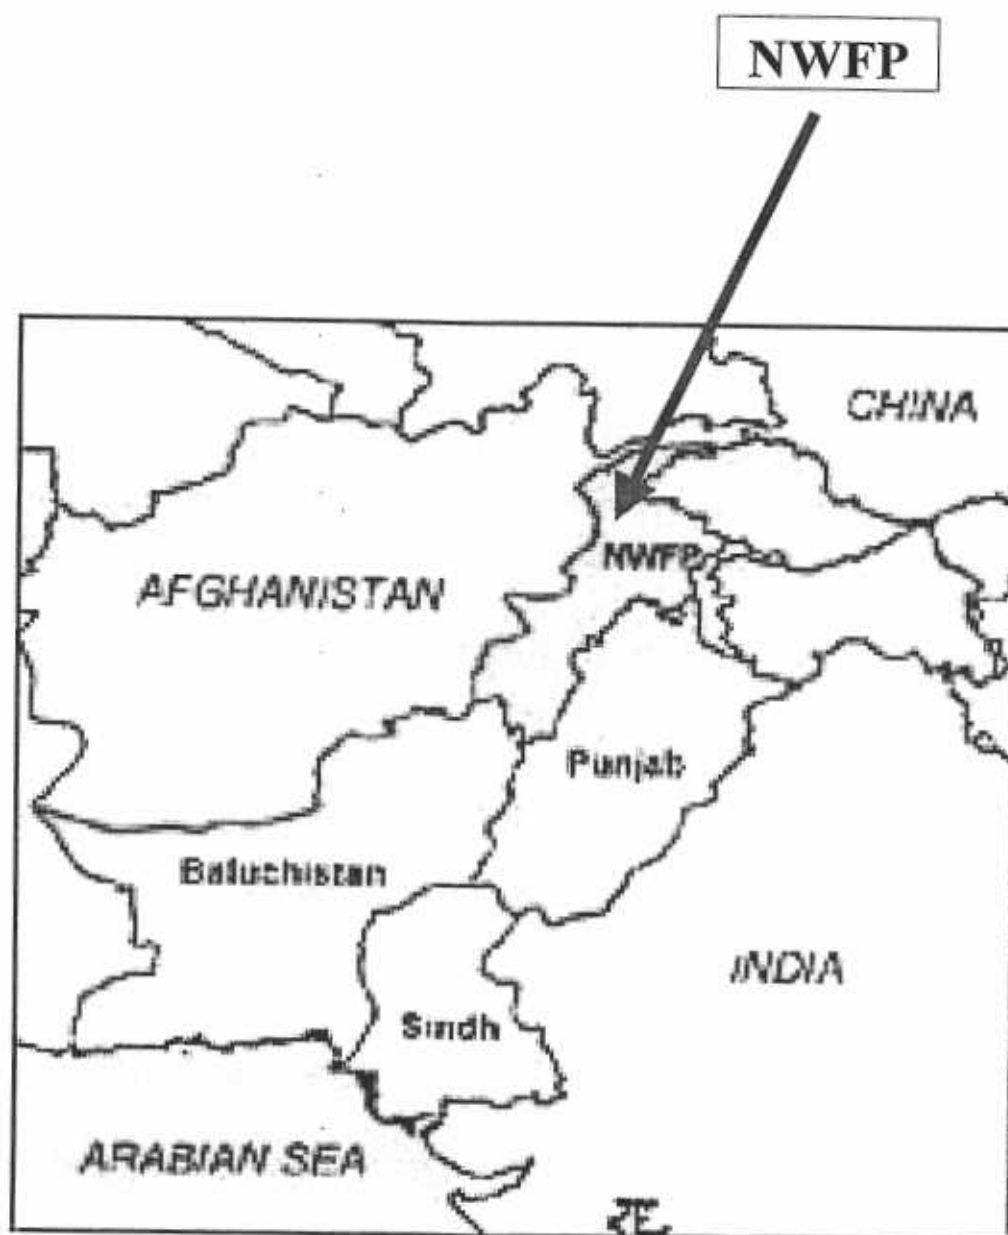 NWFP
CHINA
NWFP
AFGHANISTAN
Punjab
Baluchistan
INDIA
Sindh
ARABIAN SEA